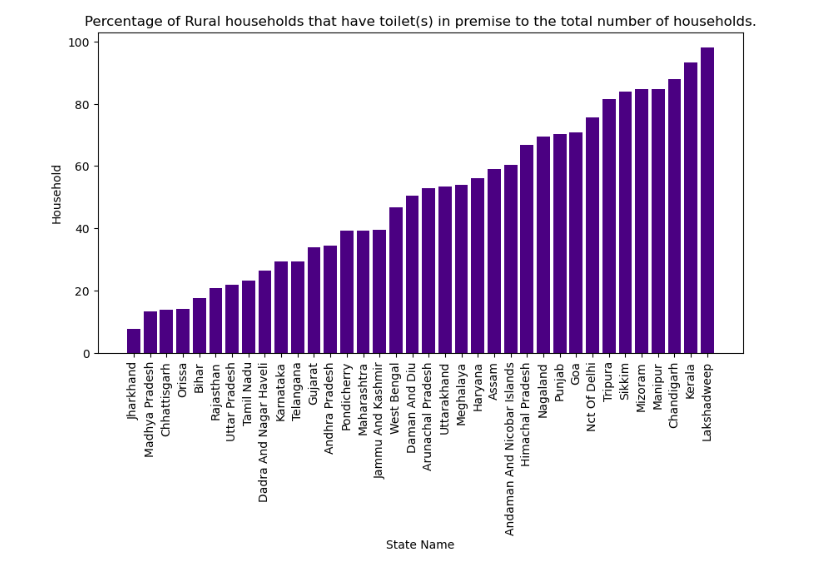 Percentage of Rural households that have toilet(s) in premise to the total number of households.
Household
100
80
60
40
20
0
Jharkhand
Madhya Pradesh
Chhattisgarh
Orissa
Bihar
Rajasthan
Uttar Pradesh
Tamil Nadu
Dadra And Nagar Haveli
Karnataka
Telangana
Gujarat
Andhra Pradesh
Pondicherry
Maharashtra
Jammu And Kashmir
West Bengal
Daman And Diu
Arunachal Pradesh
Uttarakhand
Meghalaya
Haryana
Assam
Andaman And Nicobar Islands
Himachal Pradesh
Nagaland
Punjab
Goa
Nct Of Delhi
Tripura
Sikkim
Mizoram
Manipur
Chandigarh
Kerala
Lakshadweep
State Name